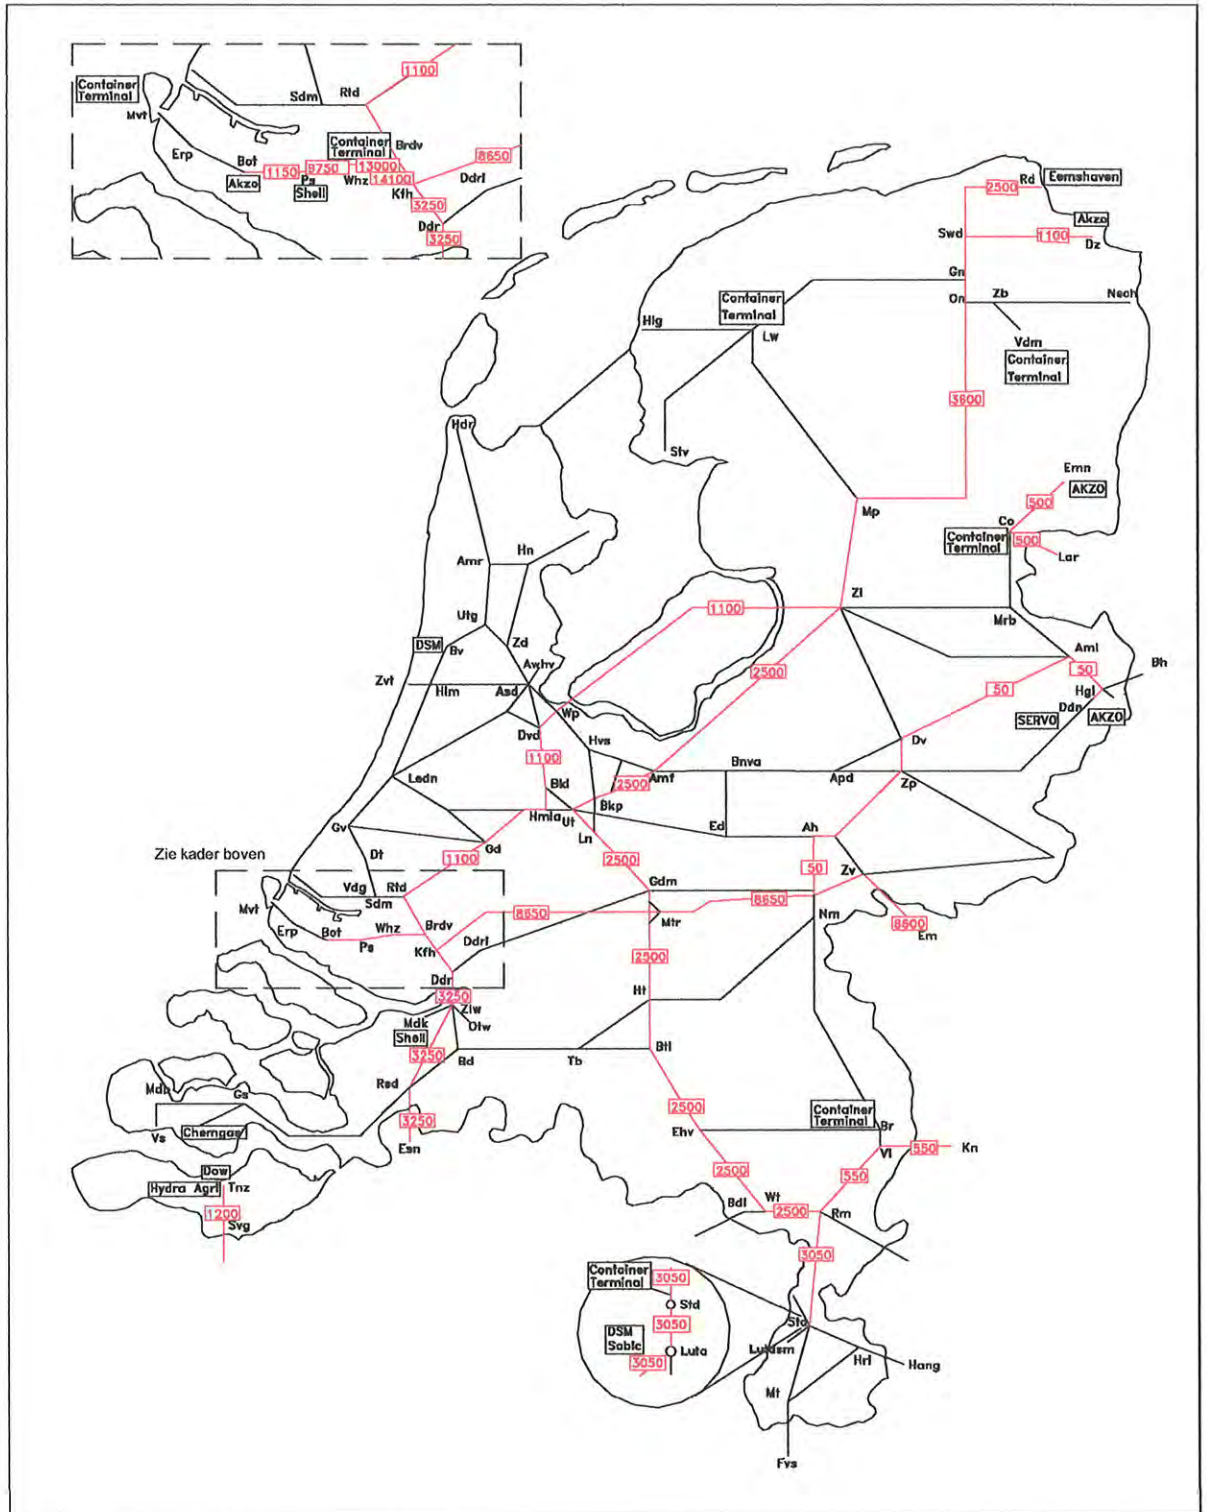 Container
Terminal
Mvt
Erp
Bot
Akzo
1150
9750
Ps
Shell
Sdm
Rtd
1100
Container
Terminal
Brdv
13000
14100
Whz
Kfh
8650
Ddrl
3250
Ddr
3250
2500
Rd
Eemshaven
Akzo
Swd
1100
Dz
Gn
On
Zb
Container
Terminal
Hlg
Lw
Vdm
Container
Terminal
3600
Hdr
Stv
Emn
AKZO
500
Mp
Co
Container
Terminal
500
Lar
Hn
Amr
Zl
1100
Utg
Mrb
Zd
DSM
Bv
Aml
Bh
2500
50
Zvt
Hlm
Asd
50
Hgl
Ddn
Wp
SERVO
AKZO
Dvd
Hvs
Dv
1100
Bnva
Ledn
Bkl
2500
Amf
Apd
Zp
Bkp
Hmla
Ut
Gv
Ed
Ah
Ln
Gd
Zie kader boven
Dt
1100
2500
50
Zv
Vdg
Sdm
Rtd
Gdm
Mvt
8650
8650
Erp
Bot
Whz
Brdv
Mtr
Nm
8600
Em
Ps
Kfh
Ddrl
2500
Ddr
Ht
3250
Zlw
Mdk
Otw
Shell
3250
Bd
Tb
Btl
Rsd
Gs
2500
Container
Terminal
Vs
Chemgas
3250
Ehv
Br
Esn
Vl
550
Kn
Dow
2500
550
Hydra Agri
Tnz
Wt
Bdl
2500
Rm
1200
Svg
3050
Container
Terminal
3050
Std
3050
DSM
Sabic
Luta
3050
Hrl
Hang
Mt
Fvs